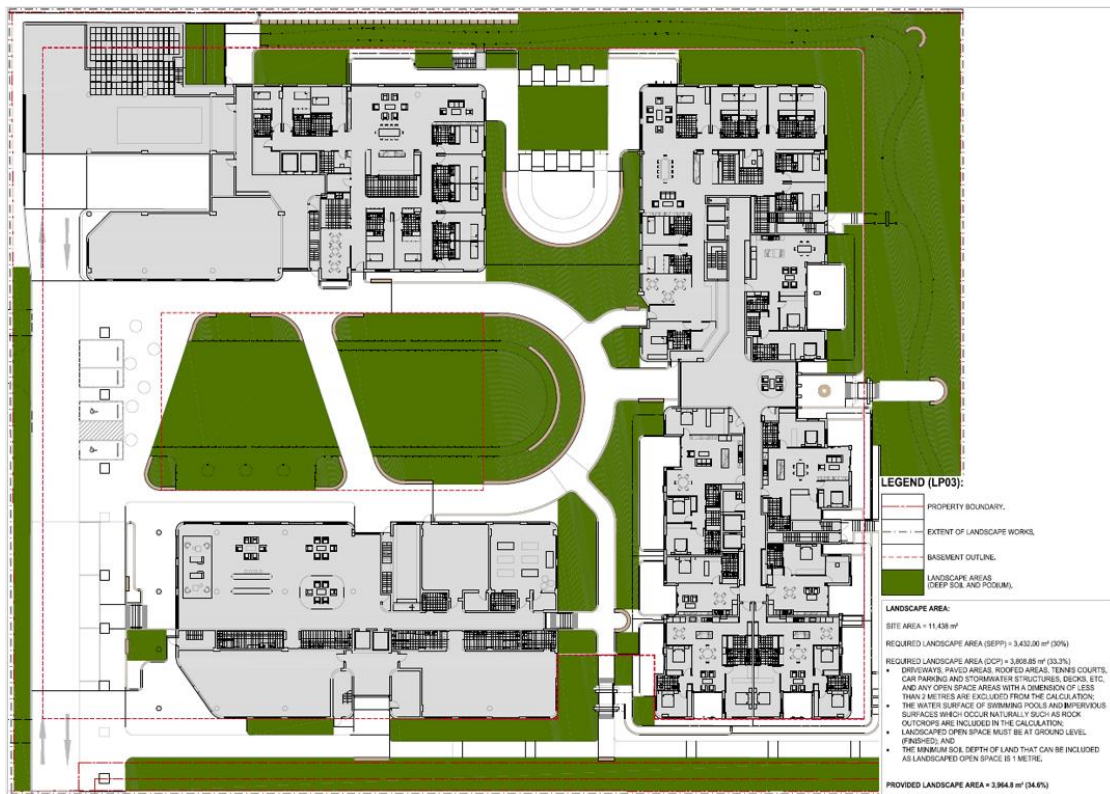 LEGEND (LP03):
PROPERTY BOUNDARY.
EXTENT OF LANDSCAPE WORKS.
BASEMENT OUTLINE.
LANDSCAPE AREAS
(DEEP SOIL AND PODIUM).
LANDSCAPE AREA:
SITE AREA = 11,438 m²
REQUIRED LANDSCAPE AREA (SEPP) = 3,432.00 m² (30%)
REQUIRED LANDSCAPE AREA (DCP) = 3,808.85 m² (33.3%)
• DRIVEWAYS, PAVED AREAS, ROOFED AREAS, TENNIS COURTS,
CAR PARKING AND STORMWATER STRUCTURES, DECKS, ETC,
AND ANY OPEN SPACE AREAS WITH A DIMENSION OF LESS
THAN 2 METRES ARE EXCLUDED FROM THE CALCULATION;
• THE WATER SURFACE OF SWIMMING POOLS AND IMPERVIOUS
SURFACES WHICH OCCUR NATURALLY SUCH AS ROCK
OUTCROPS ARE INCLUDED IN THE CALCULATION;
• LANDSCAPED OPEN SPACE MUST BE AT GROUND LEVEL
(FINISHED); AND
• THE MINIMUM SOIL DEPTH OF LAND THAT CAN BE INCLUDED
AS LANDSCAPED OPEN SPACE IS 1 METRE.
PROVIDED LANDSCAPE AREA = 3,964.8 m² (34.6%)